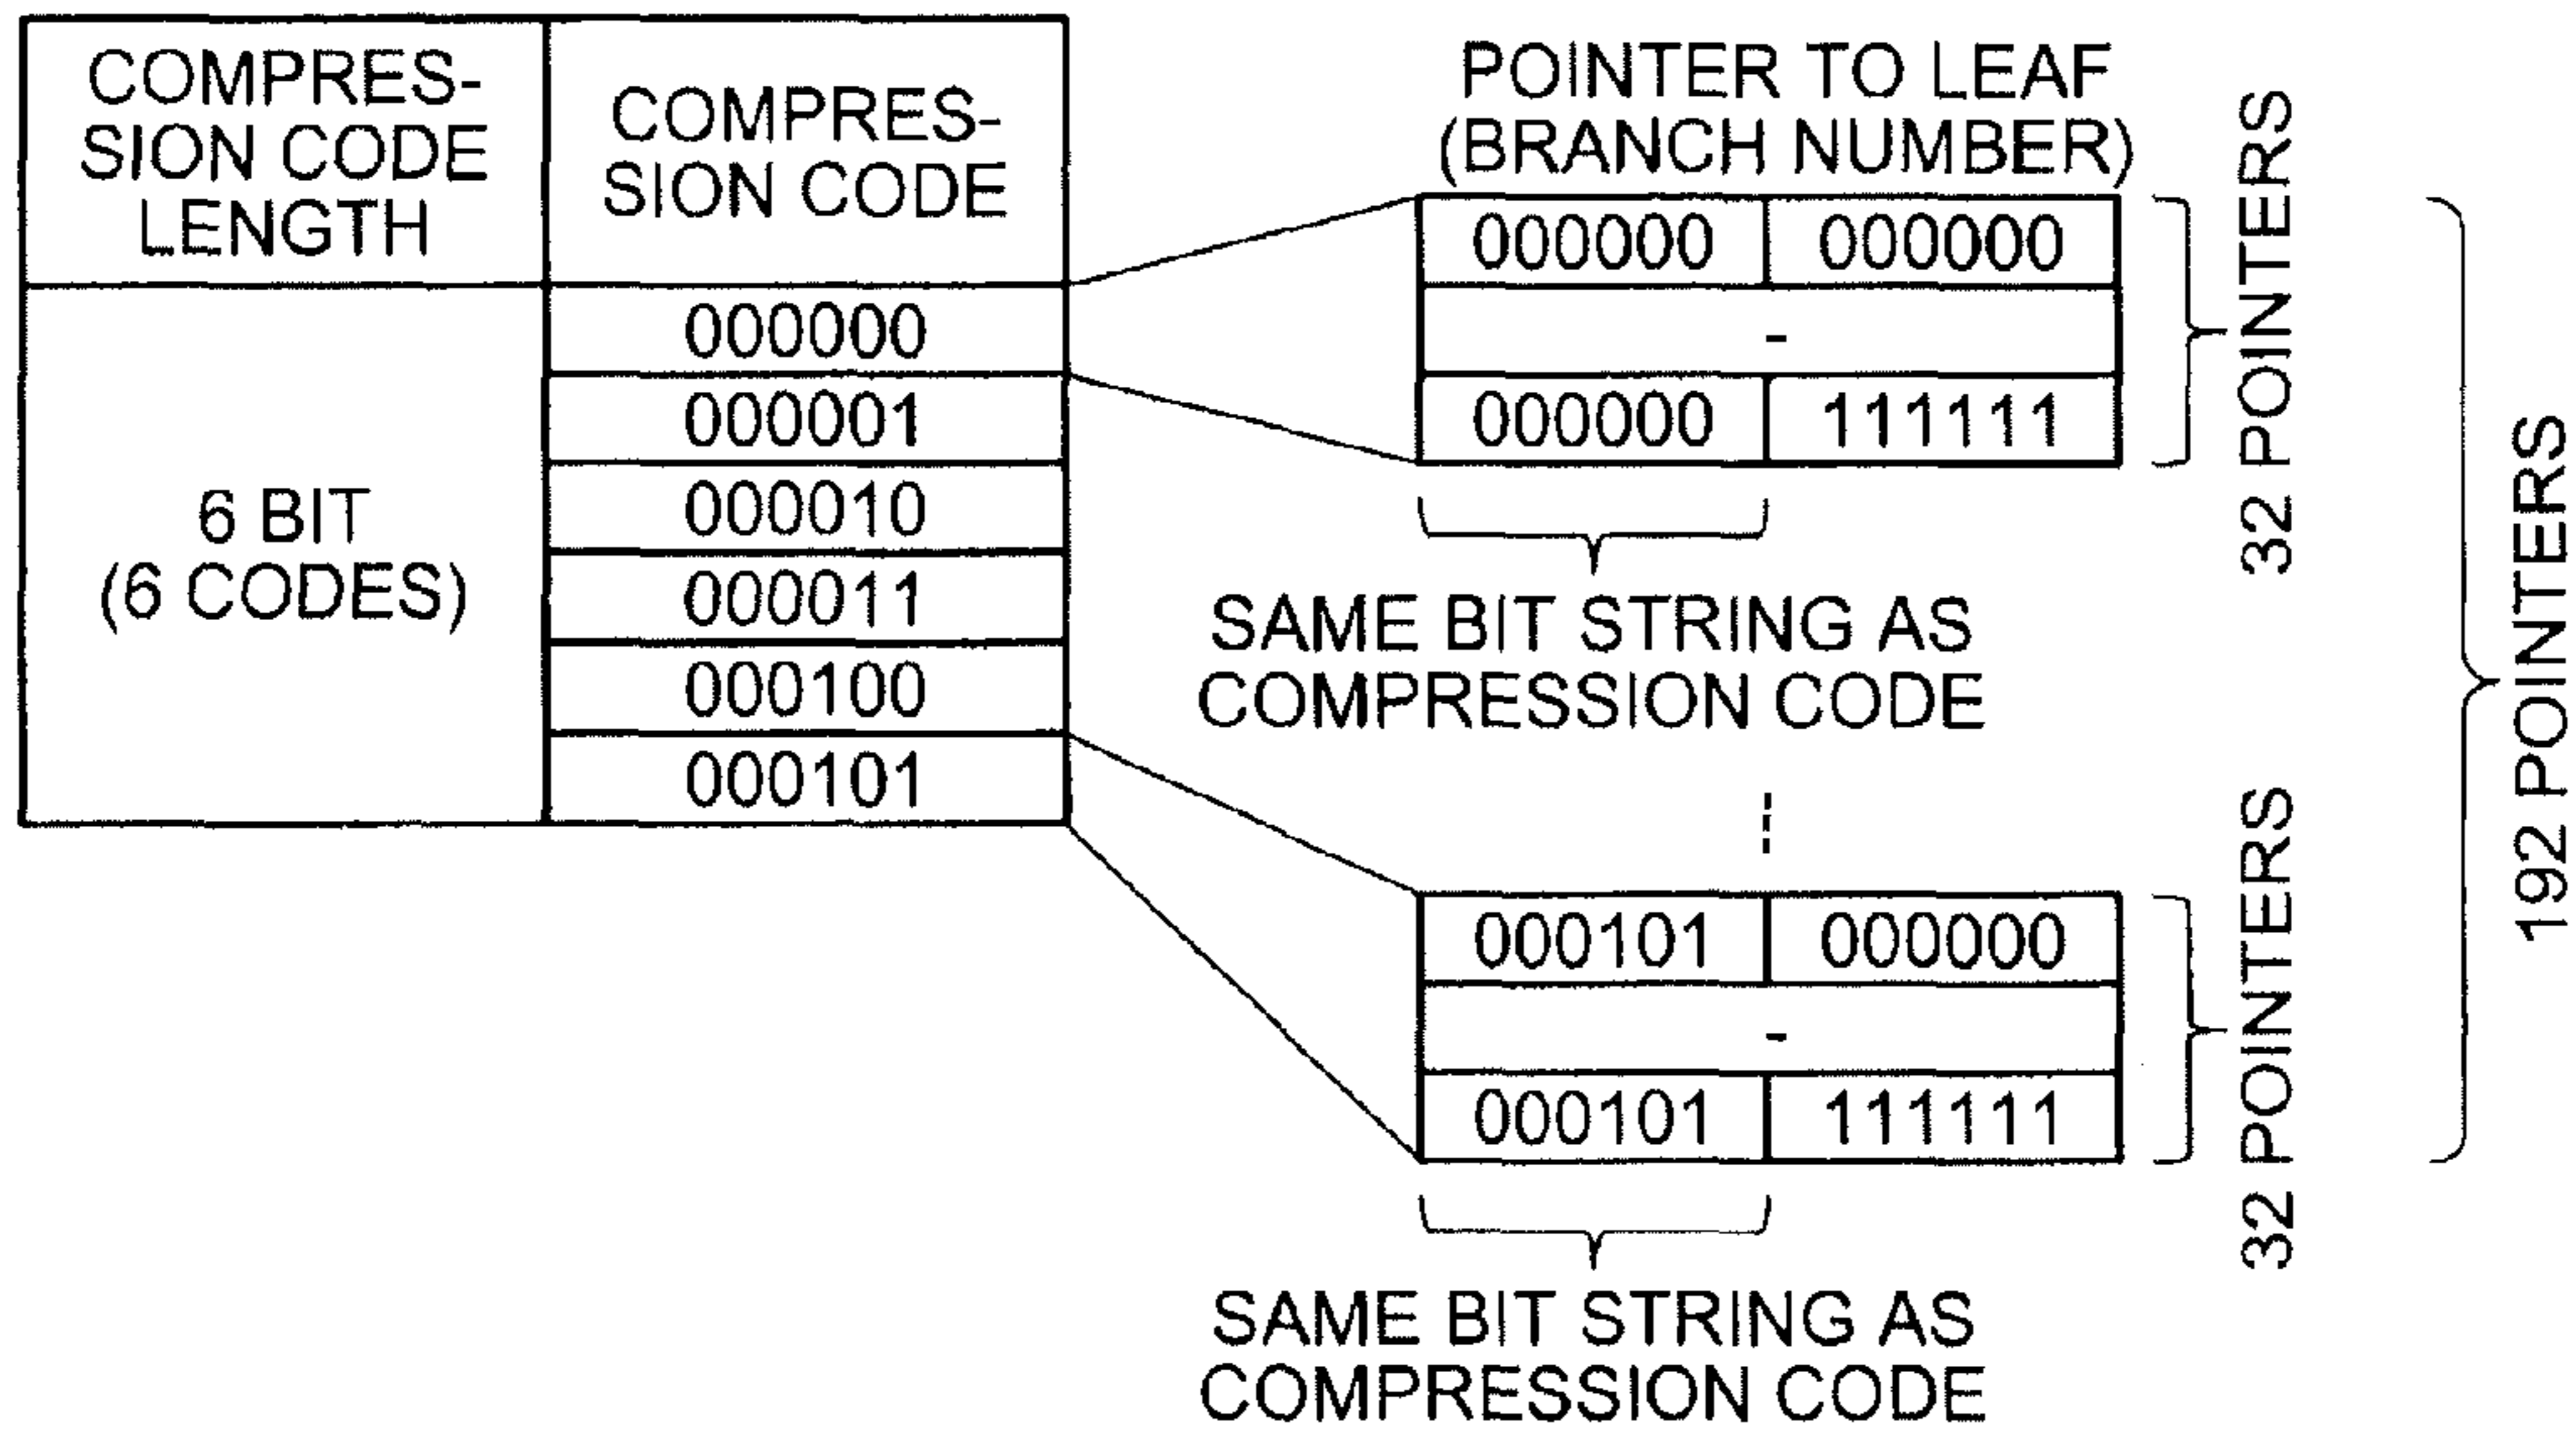 COMPRES-
SION CODE
LENGTH
COMPRES-
SION CODE
6 BIT
(6 CODES)
000000
000001
000010
000011
000100
000101
POINTER TO LEAF
(BRANCH NUMBER)
000000 000000
-
000000 111111
32 POINTERS
SAME BIT STRING AS
COMPRESSION CODE
000101 000000
-
000101 111111
32 POINTERS
SAME BIT STRING AS
COMPRESSION CODE
192 POINTERS